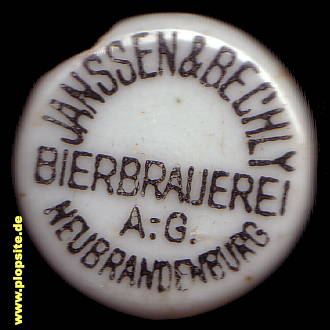 JANSSEN & BECHLY
BIERBRAUEREI
A.-G.
NEUBRANDENBURG
© www.plopsite.de